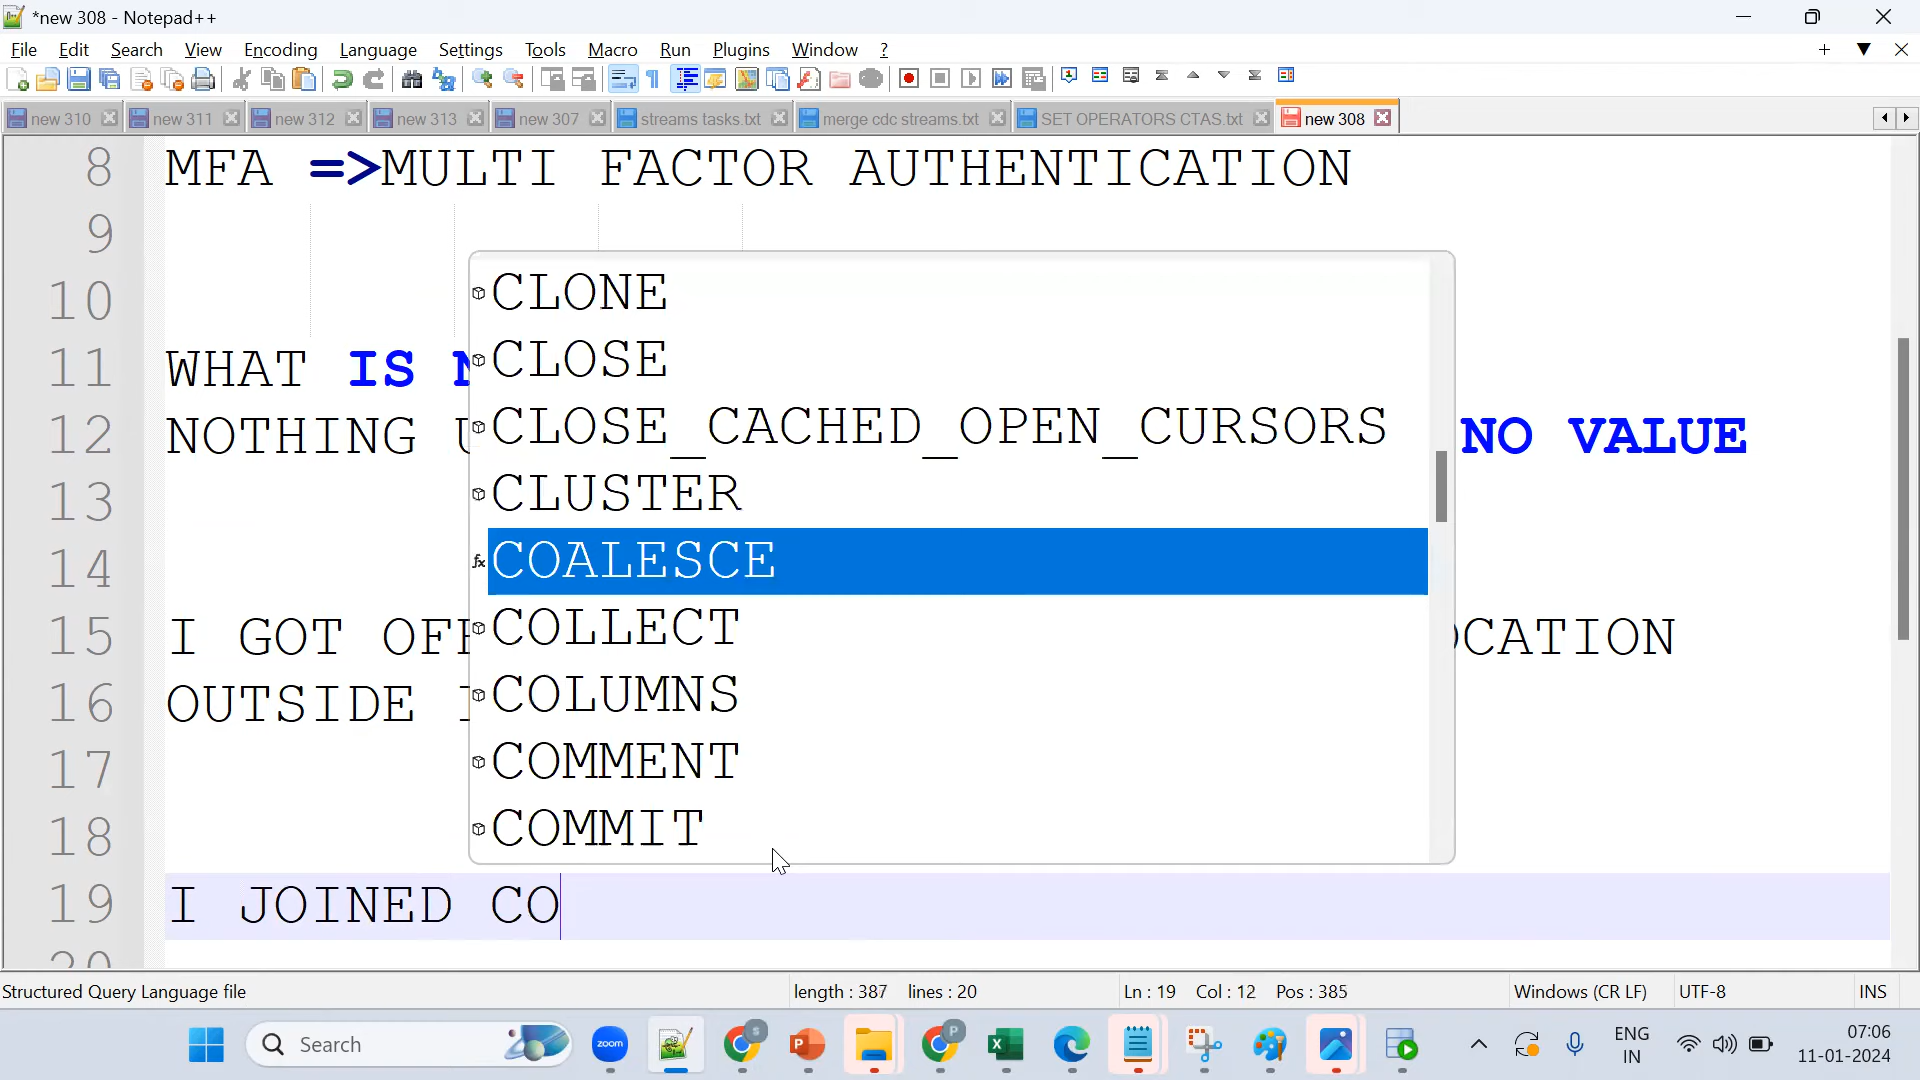 *new 308 - Notepad++
File Edit Search View Encoding Language Settings Tools Macro Run Plugins Window ?
new 310 new 311 new 312 new 313 new 307 streams tasks.txt merge cdc streams.txt SET OPERATORS CTAS.txt new 308
8 MFA =>MULTI FACTOR AUTHENTICATION
9
10
11 WHAT IS
12 NOTHING NO VALUE
13
14
15 I GOT OCATION
16 OUTSIDE
17
18
19 I JOINED CO
20
CLONE
CLOSE
CLOSE_CACHED_OPEN_CURSORS
CLUSTER
COALESCE
COLLECT
COLUMNS
COMMENT
COMMIT
Structured Query Language file length : 387 lines : 20 Ln : 19 Col : 12 Pos : 385 Windows (CR LF) UTF-8 INS
Search zoom ENG 07:06
IN 11-01-2024